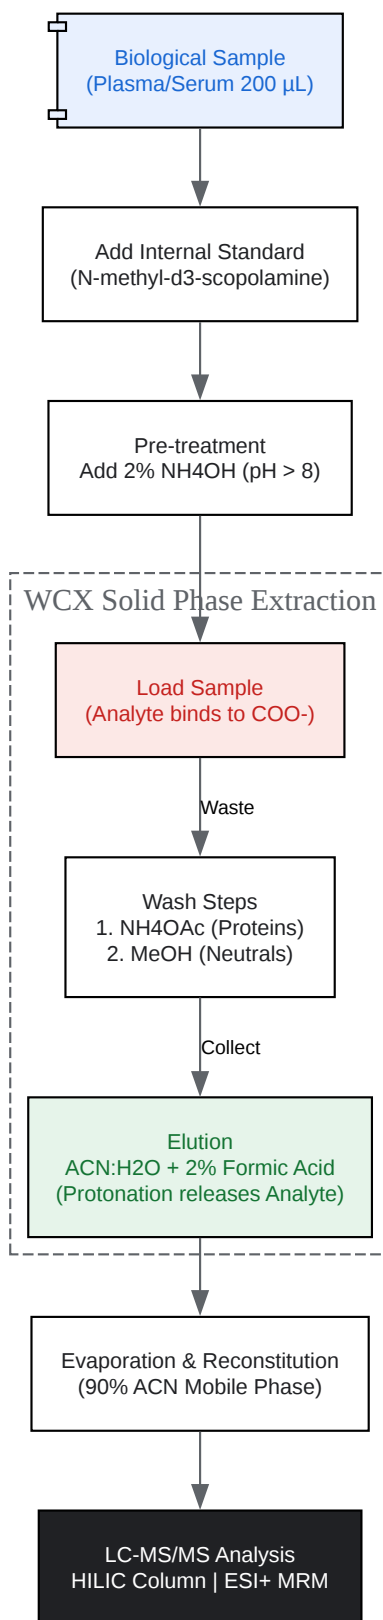 Biological Sample
(Plasma/Serum 200 µL)
Add Internal Standard
(N-methyl-d3-scopolamine)
Pre-treatment
Add 2% NH4OH (pH > 8)
WCX Solid Phase Extraction
Load Sample
(Analyte binds to COO-)
Waste
Wash Steps
1. NH4OAc (Proteins)
2. MeOH (Neutrals)
Collect
Elution
ACN:H2O + 2% Formic Acid
(Protonation releases Analyte)
Evaporation & Reconstitution
(90% ACN Mobile Phase)
LC-MS/MS Analysis
HILIC Column | ESI+ MRM